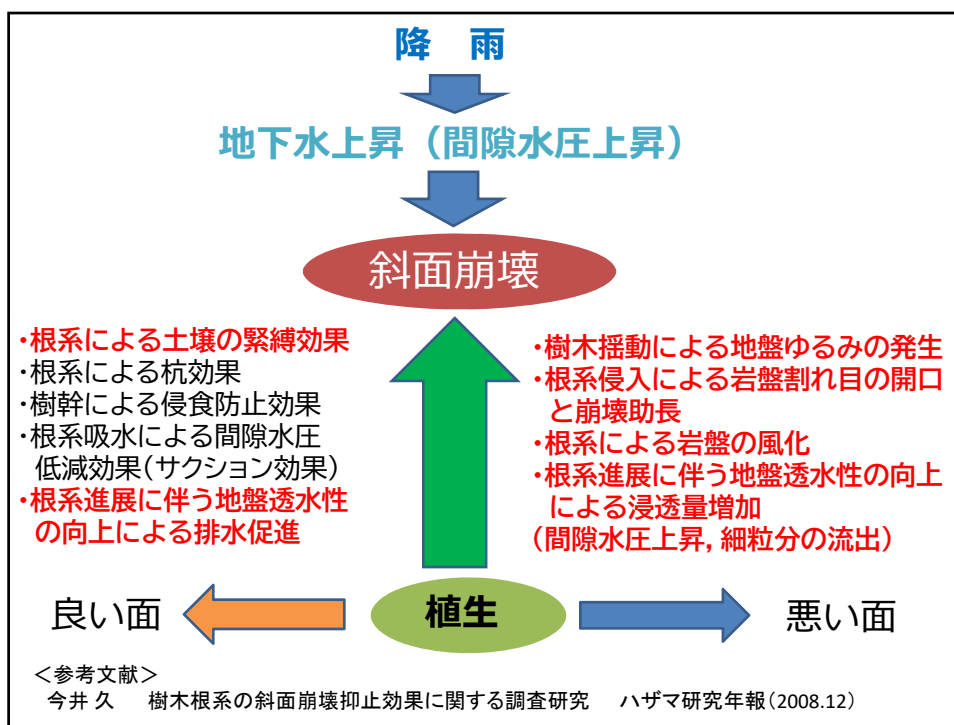 降　雨
地下水上昇（間隙水圧上昇）
斜面崩壊
・根系による土壌の緊縛効果
・根系による杭効果
・樹幹による侵食防止効果
・根系吸水による間隙水圧
低減効果（サクション効果）
・根系進展に伴う地盤透水性
の向上による排水促進
・樹木揺動による地盤ゆるみの発生
・根系侵入による岩盤割れ目の開口
と崩壊助長
・根系による岩盤の風化
・根系進展に伴う地盤透水性の向上
による浸透量増加
（間隙水圧上昇, 細粒分の流出）
良い面
植生
悪い面
＜参考文献＞
今井 久　樹木根系の斜面崩壊抑止効果に関する調査研究　ハザマ研究年報（2008.12）